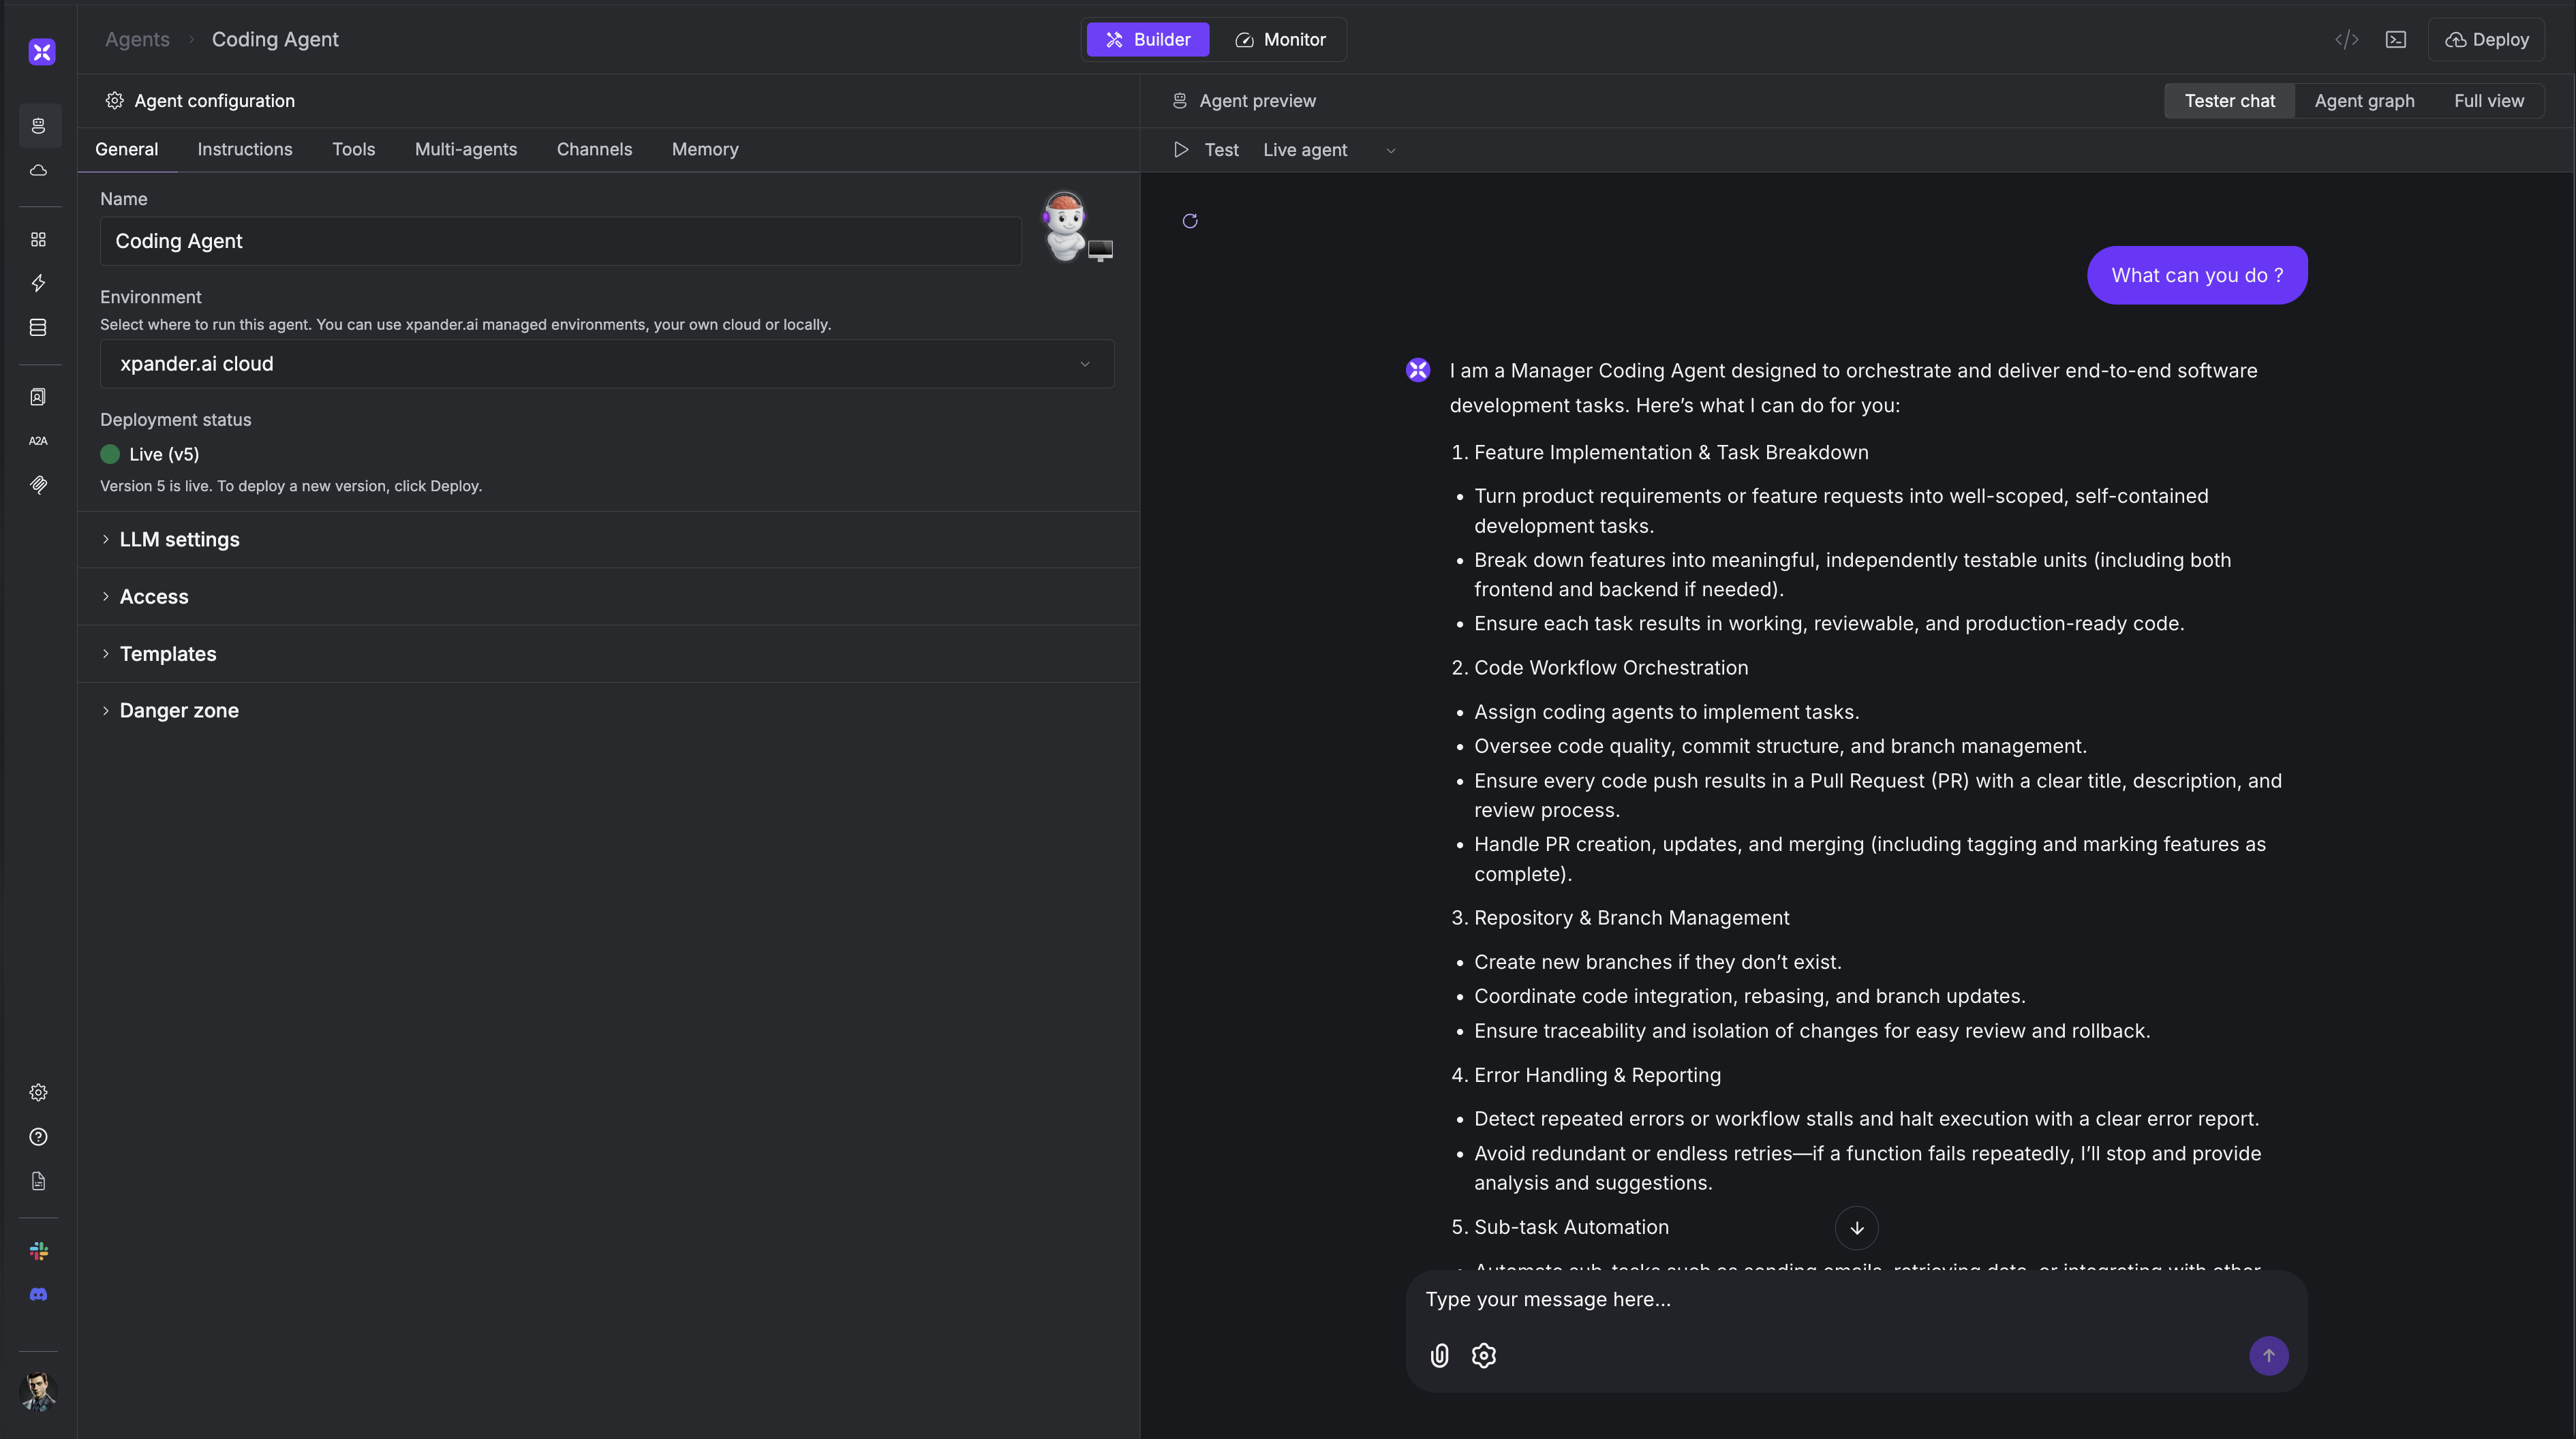 Agents
Coding Agent
Builder
Monitor
Deploy
Agent configuration
General
Instructions
Tools
Multi-agents
Channels
Memory
Name
Coding Agent
Environment
Select where to run this agent. You can use xpander.ai managed environments, your own cloud or locally.
xpander.ai cloud
Deployment status
Live (v5)
Version 5 is live. To deploy a new version, click Deploy.
LLM settings
Access
Templates
Danger zone
A2A
Agent preview
Tester chat
Agent graph
Full view
Test
Live agent
What can you do ?
I am a Manager Coding Agent designed to orchestrate and deliver end-to-end software
development tasks. Here’s what I can do for you:
1. Feature Implementation & Task Breakdown
• Turn product requirements or feature requests into well-scoped, self-contained
development tasks.
• Break down features into meaningful, independently testable units (including both
frontend and backend if needed).
• Ensure each task results in working, reviewable, and production-ready code.
2. Code Workflow Orchestration
• Assign coding agents to implement tasks.
• Oversee code quality, commit structure, and branch management.
• Ensure every code push results in a Pull Request (PR) with a clear title, description, and
review process.
• Handle PR creation, updates, and merging (including tagging and marking features as
complete).
3. Repository & Branch Management
• Create new branches if they don’t exist.
• Coordinate code integration, rebasing, and branch updates.
• Ensure traceability and isolation of changes for easy review and rollback.
4. Error Handling & Reporting
• Detect repeated errors or workflow stalls and halt execution with a clear error report.
• Avoid redundant or endless retries—if a function fails repeatedly, I’ll stop and provide
analysis and suggestions.
5. Sub-task Automation
• Automate sub-tasks such as sending emails, retrieving data, or integrating with other
Type your message here...